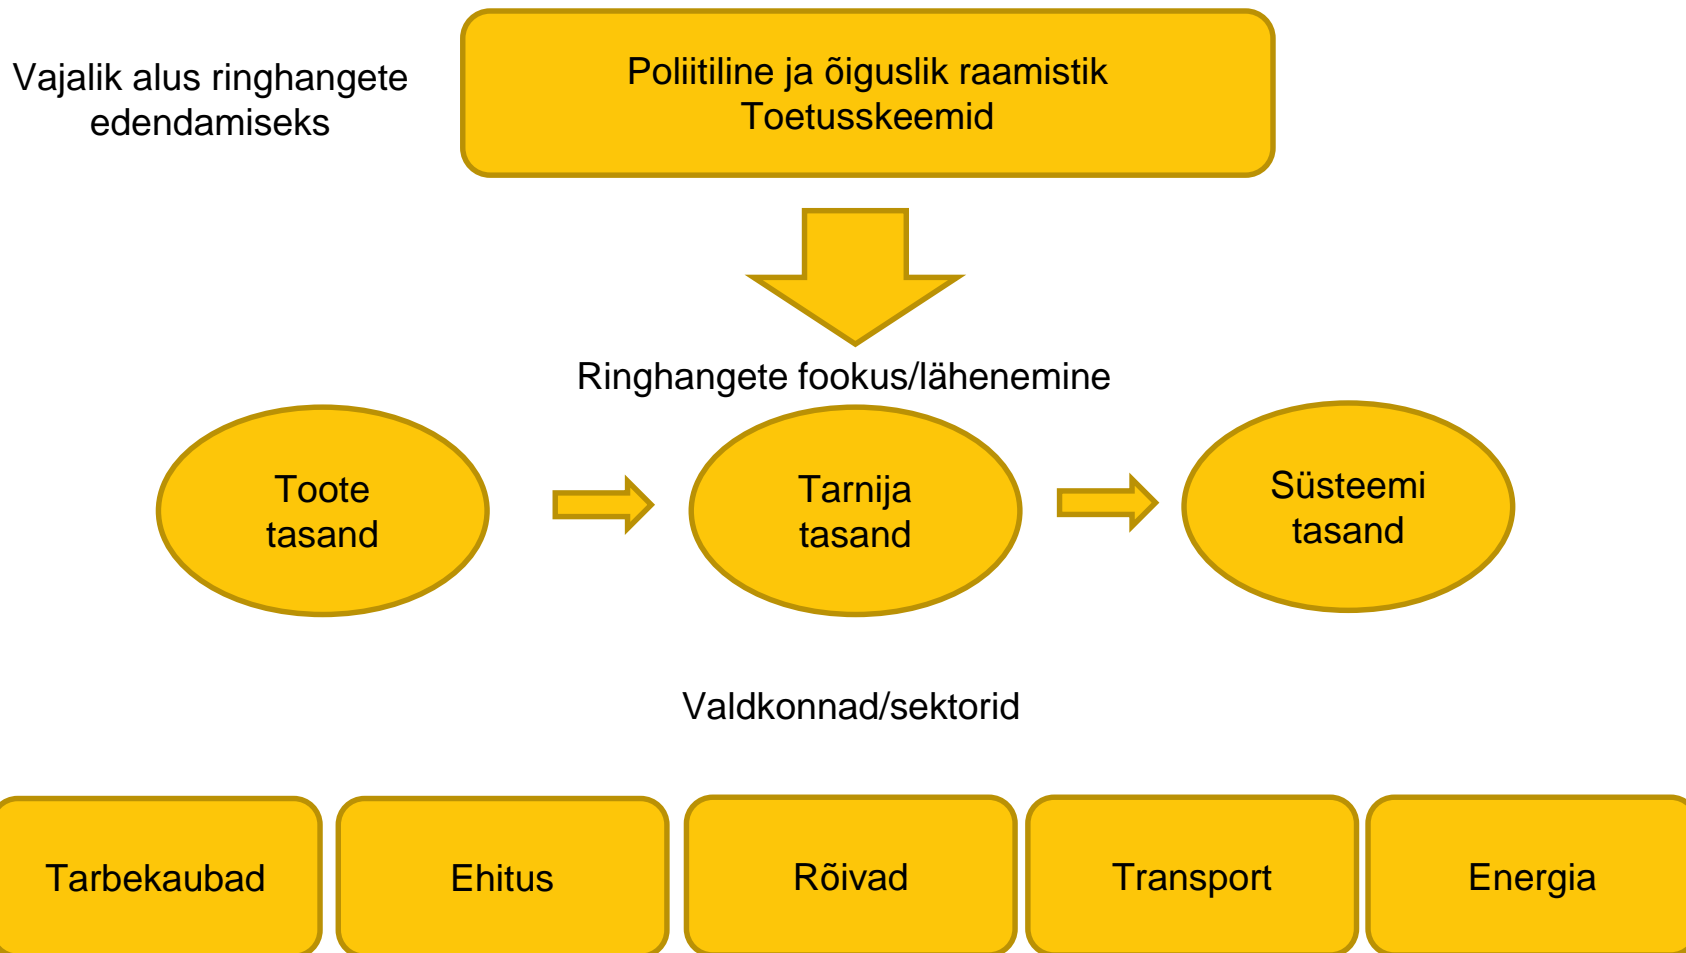 Vajalik alus ringhangete
edendamiseks
Poliitiline ja õiguslik raamistik
Toetusskeemid
Ringhangete fookus/lähenemine
Toote
tasand
Tarnija
tasand
Süsteemi
tasand
Valdkonnad/sektorid
Tarbekaubad
Ehitus
Rõivad
Transport
Energia